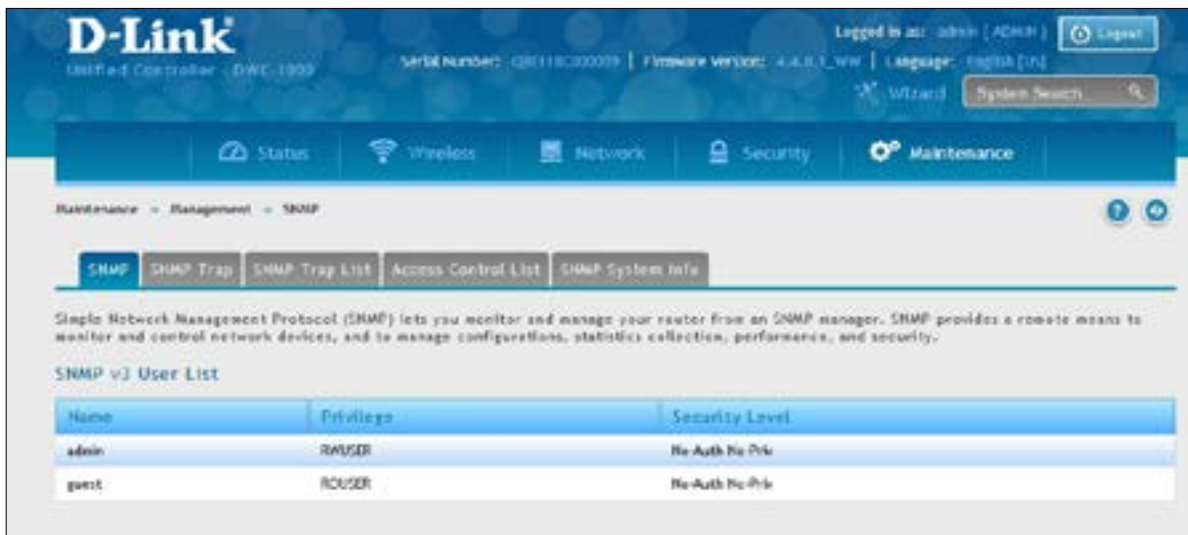 D-Link
Logged in as: admin [ ADMIN ]
Logout
Unified Controller - DWC-1000
Serial Number: | Firmware Version: | Language: English [US]
Wizard
System Search
Status
Wireless
Network
Security
Maintenance
Maintenance » Management » SNMP
SNMP
SNMP Trap
SNMP Trap List
Access Control List
SNMP System Info
Simple Network Management Protocol (SNMP) lets you monitor and manage your router from an SNMP manager. SNMP provides a remote means to
monitor and control network devices, and to manage configurations, statistics collection, performance, and security.
SNMP v3 User List
Name Privilege Security Level
admin RWUSER No-Auth No-Priv
guest ROUSER No-Auth No-Priv